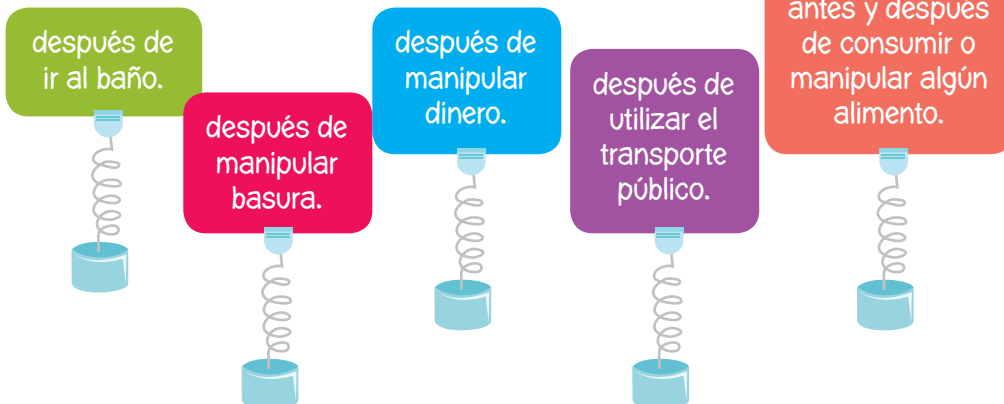 después de
ir al baño.
después de
manipular
basura.
después de
manipular
dinero.
después de
utilizar el
transporte
público.
antes y después
de consumir o
manipular algún
alimento.